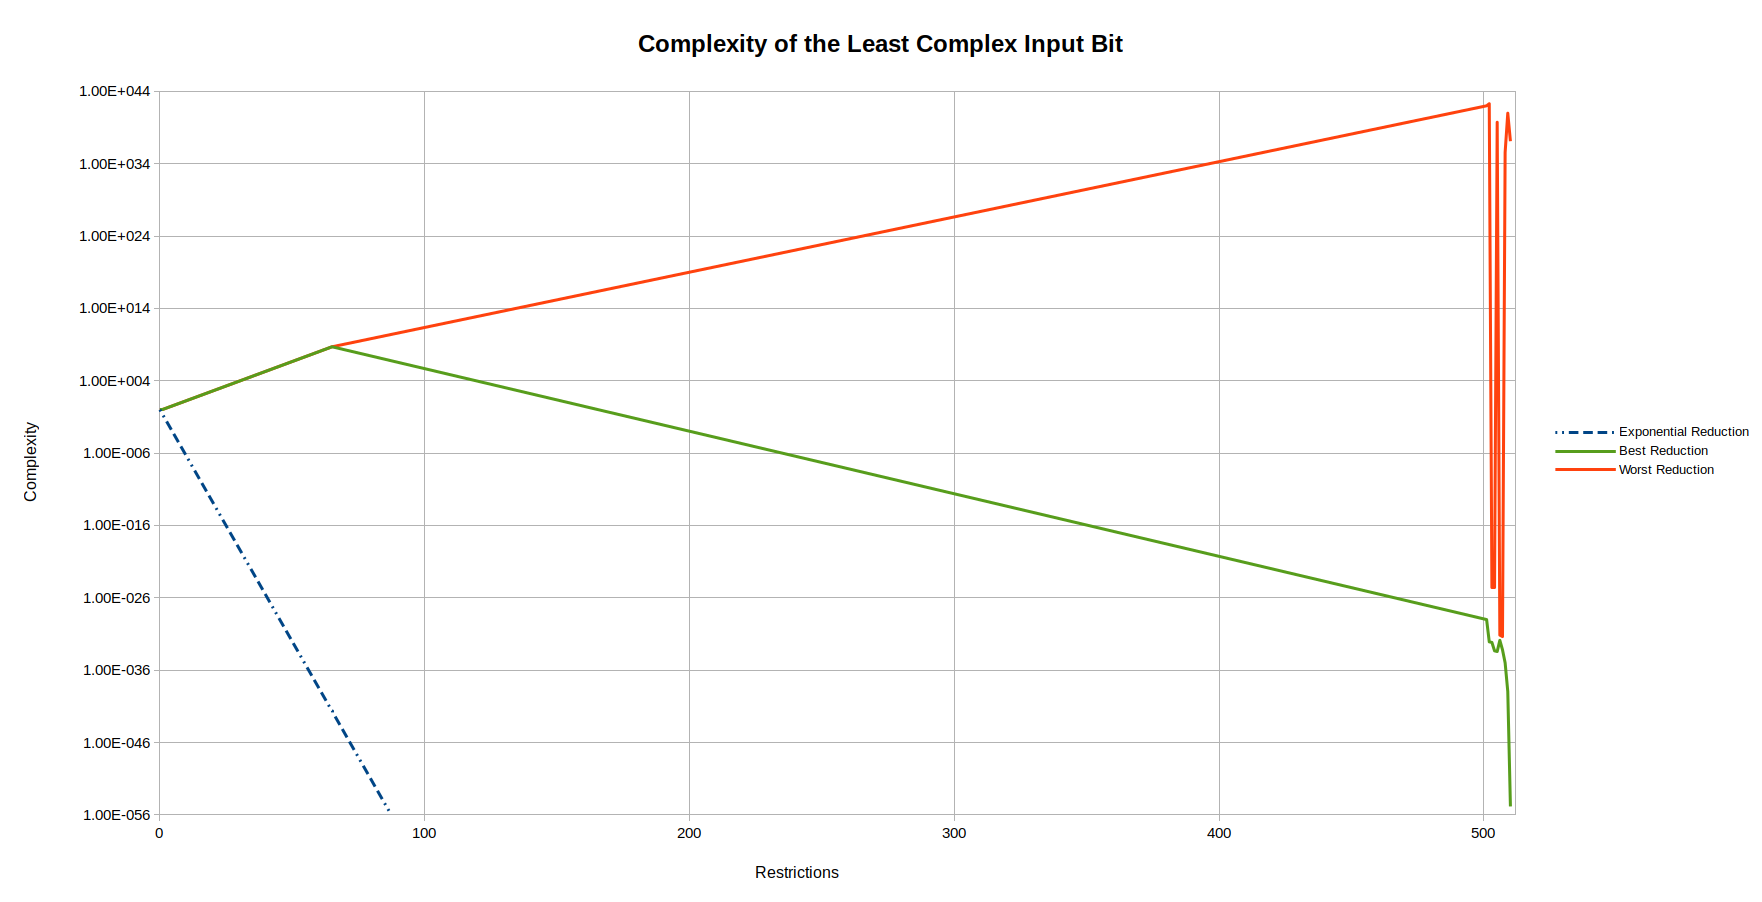 Complexity of the Least Complex Input Bit
1.00E+044
1.00E+034
1.00E+024
1.00E+014
1.00E+004
1.00E-006
1.00E-016
1.00E-026
1.00E-036
1.00E-046
1.00E-056
Complexity
0 100 200 300 400 500
Restrictions
Exponential Reduction
Best Reduction
Worst Reduction